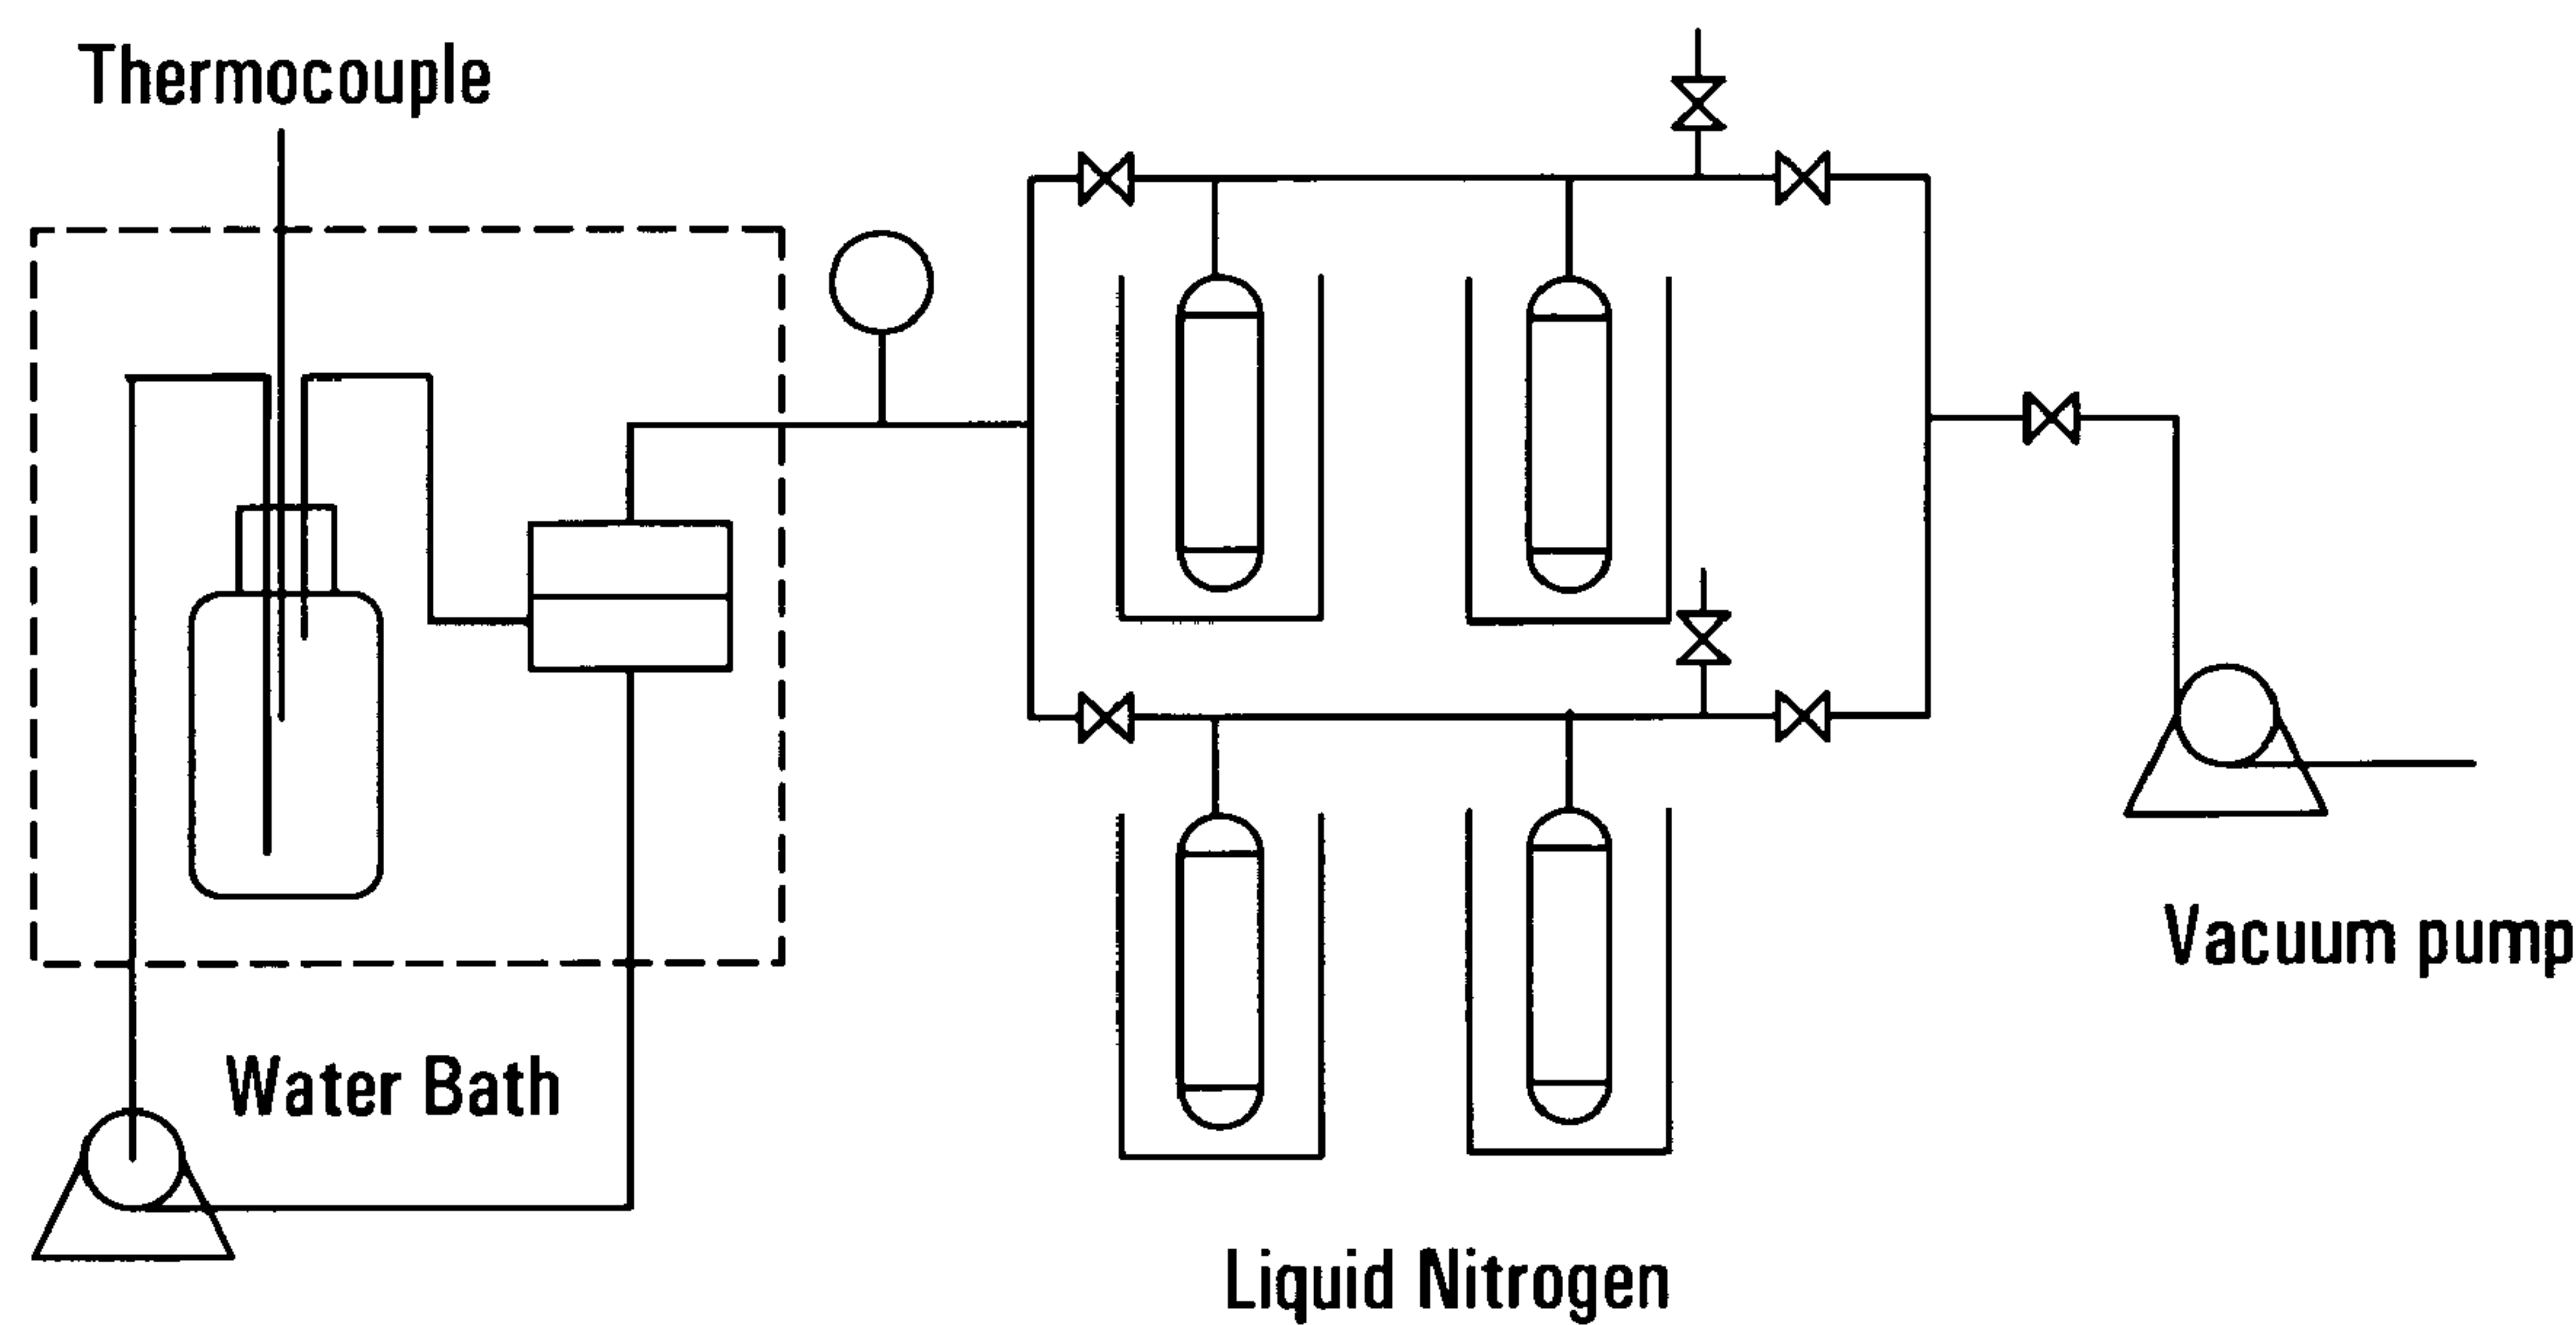 Thermocouple
Water Bath
Liquid Nitrogen
Vacuum pump